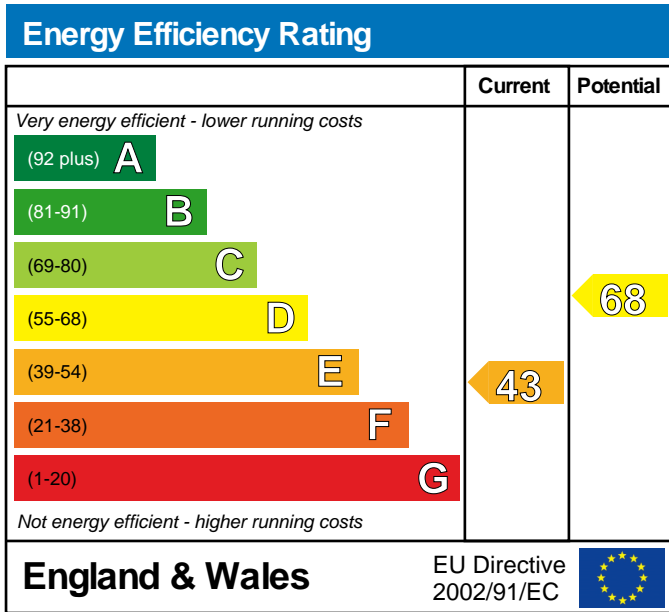 Energy Efficiency Rating
Current Potential
Very energy efficient - lower running costs
(92 plus) A
(81-91) B
(69-80) C
(55-68) D
68
(39-54) E
43
(21-38) F
(1-20) G
Not energy efficient - higher running costs
England & Wales
EU Directive
2002/91/EC